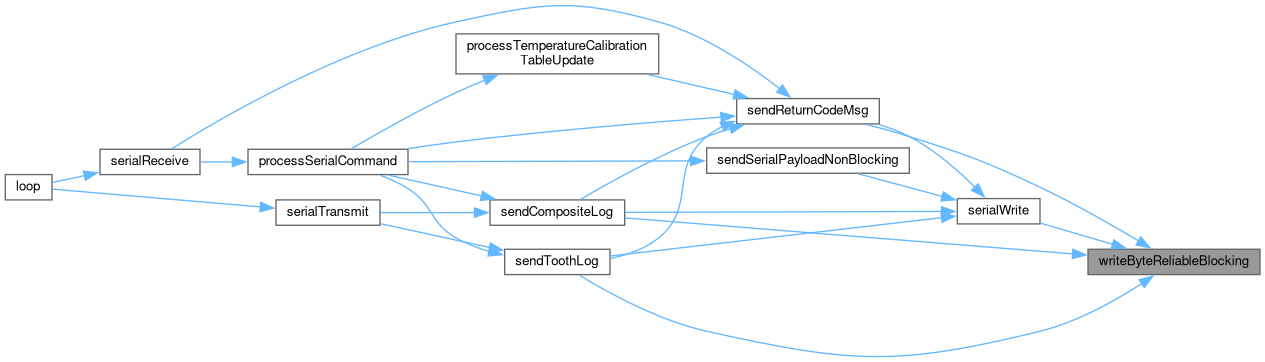 processTemperatureCalibration
TableUpdate
sendReturnCodeMsg
serialReceive
processSerialCommand
sendSerialPayloadNonBlocking
loop
serialTransmit
sendCompositeLog
serialWrite
sendToothLog
writeByteReliableBlocking